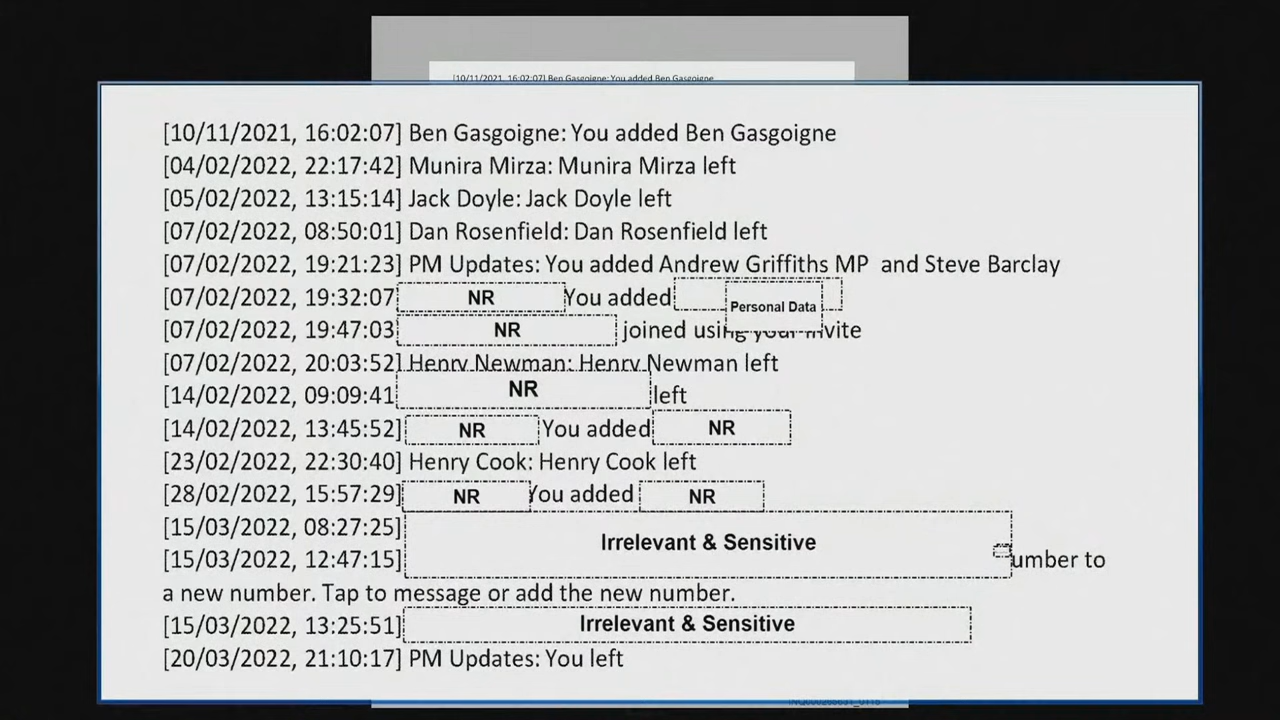 [10/11/2021, 16:02:07] Ben Gasgoigne: You added Ben Gasgoigne
[10/11/2021, 16:02:07] Ben Gasgoigne: You added Ben Gasgoigne
[04/02/2022, 22:17:42] Munira Mirza: Munira Mirza left
[05/02/2022, 13:15:14] Jack Doyle: Jack Doyle left
[07/02/2022, 08:50:01] Dan Rosenfield: Dan Rosenfield left
[07/02/2022, 19:21:23] PM Updates: You added Andrew Griffiths MP and Steve Barclay
[07/02/2022, 19:32:07 NR You added Personal Data
[07/02/2022, 19:47:03 NR joined using your invite
[07/02/2022, 20:03:52] Henry Newman: Henry Newman left
[14/02/2022, 09:09:41 NR left
[14/02/2022, 13:45:52] NR You added NR
[23/02/2022, 22:30:40] Henry Cook: Henry Cook left
[28/02/2022, 15:57:29] NR You added NR
[15/03/2022, 08:27:25] Irrelevant & Sensitive
[15/03/2022, 12:47:15] umber to
a new number. Tap to message or add the new number.
[15/03/2022, 13:25:51] Irrelevant & Sensitive
[20/03/2022, 21:10:17] PM Updates: You left